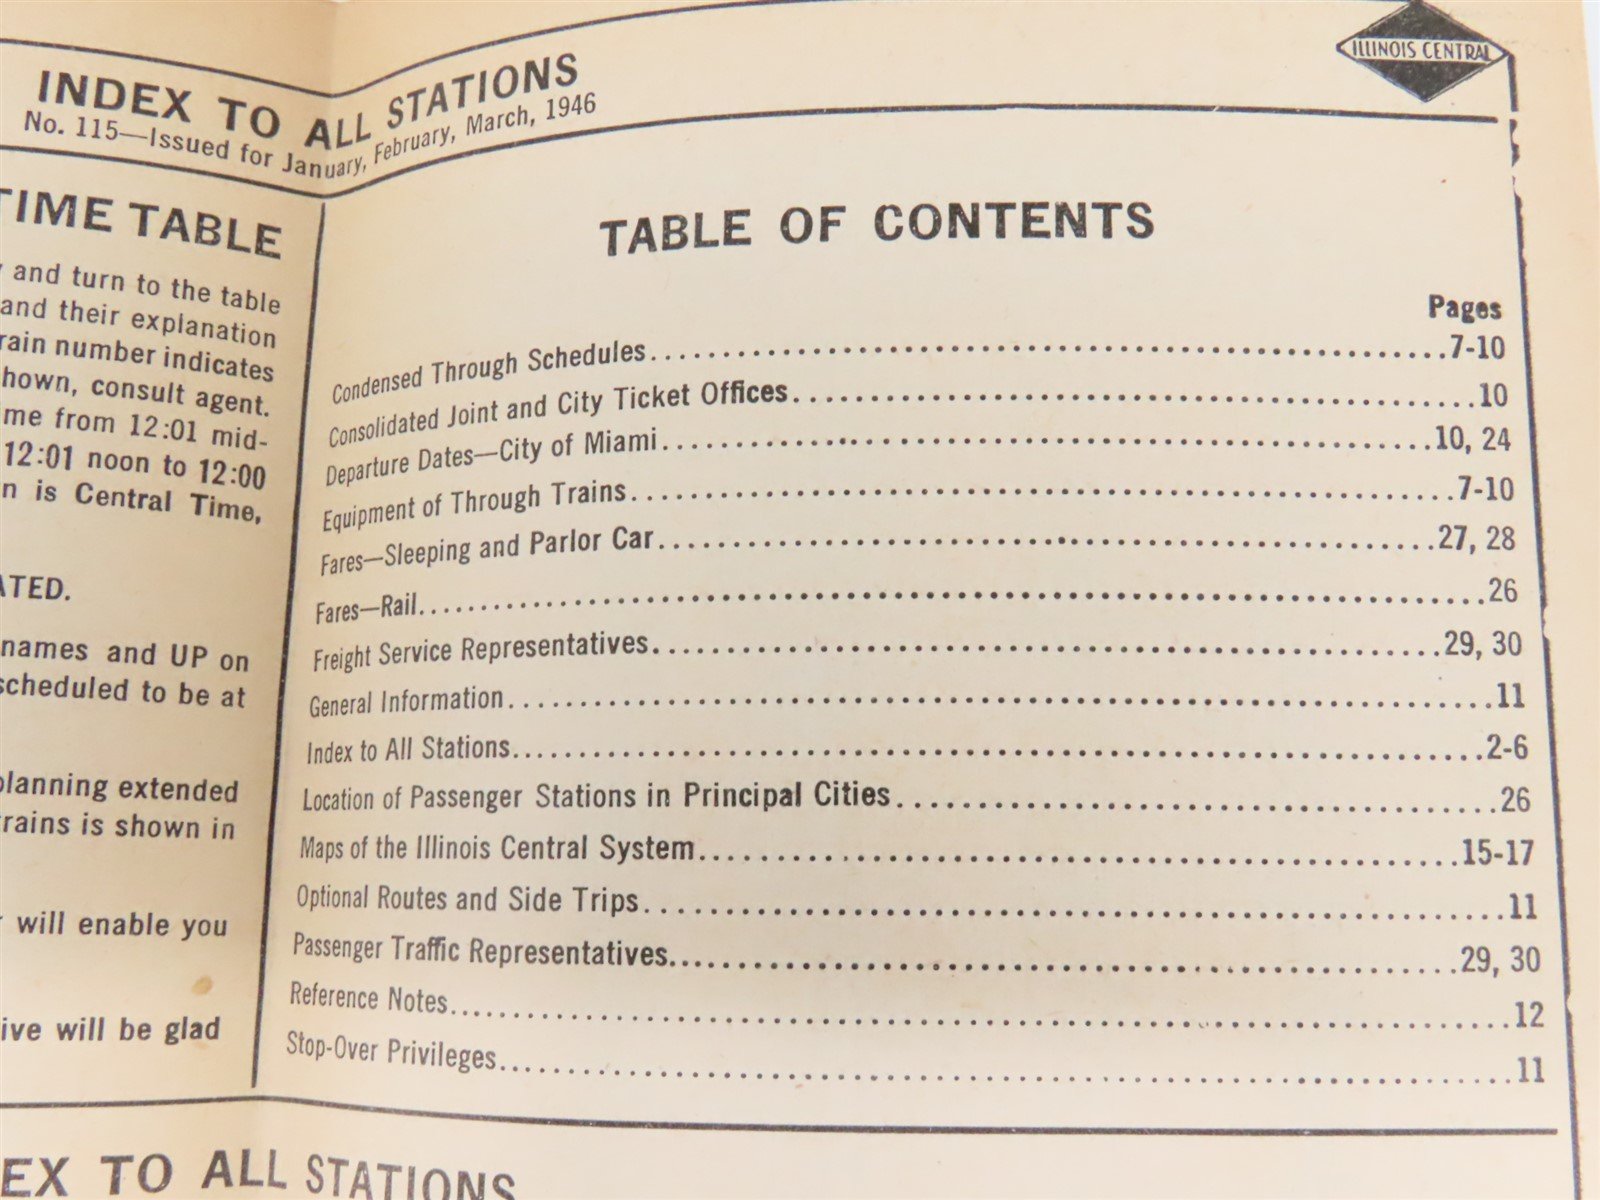 ILLINOIS CENTRAL
INDEX TO ALL STATIONS
No. 115—Issued for January, February, March, 1946
TIME TABLE
and turn to the table
and their explanation
rain number indicates
hown, consult agent.
me from 12:01 mid-
12:01 noon to 12:00
n is Central Time,
ATED.
names and UP on
scheduled to be at
planning extended
rains is shown in
will enable you
ive will be glad
TABLE OF CONTENTS
Pages
Condensed Through Schedules 7-10
Consolidated Joint and City Ticket Offices 10
Departure Dates—City of Miami 10, 24
Equipment of Through Trains 7-10
Fares—Sleeping and Parlor Car 27, 28
Fares—Rail 26
Freight Service Representatives 29, 30
General Information 11
Index to All Stations 2-6
Location of Passenger Stations in Principal Cities 26
Maps of the Illinois Central System 15-17
Optional Routes and Side Trips 11
Passenger Traffic Representatives 29, 30
Reference Notes 12
Stop-Over Privileges 11
EX TO ALL STATIONS